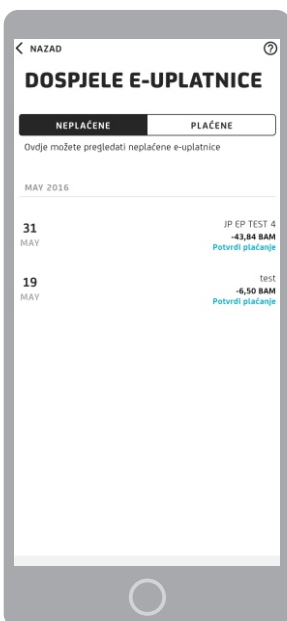 NAZAD
DOSPJELE E-UPLATNICE
NEPLAĆENE PLAĆENE
Ovdje možete pregledati neplaćene e-uplatnice
MAY 2016
31 JP EP TEST 4
MAY -43,84 BAM
Potvrdi plaćanje
19 test
MAY -6,50 BAM
Potvrdi plaćanje